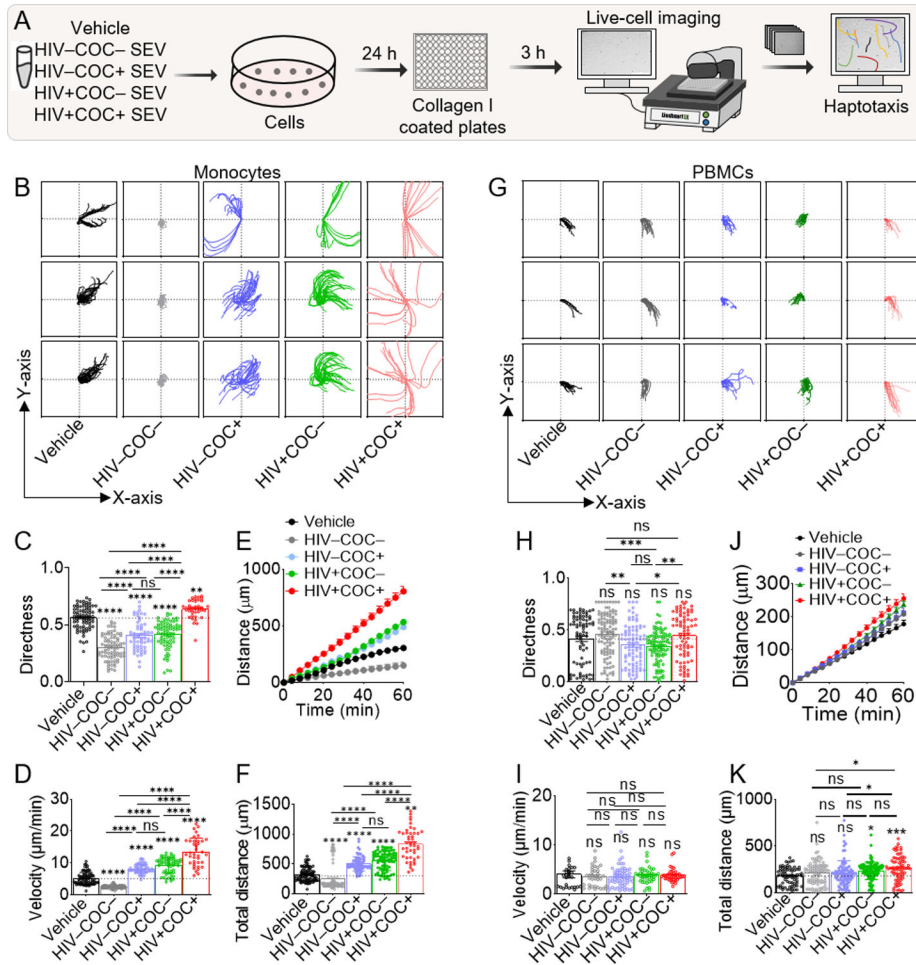 A
Vehicle
HIV–COC– SEV
HIV–COC+ SEV
HIV+COC– SEV
HIV+COC+ SEV
Cells
24 h
Collagen I
coated plates
3 h
Live-cell imaging
Haptotaxis
B
Monocytes
Y-axis
X-axis
Vehicle
HIV–COC–
HIV–COC+
HIV+COC–
HIV+COC+
G
PBMCs
Y-axis
X-axis
Vehicle
HIV–COC–
HIV–COC+
HIV+COC–
HIV+COC+
C
Directness
1.0
0.5
0.0
****
****
**** ns ****
**** **** **** **
Vehicle
HIV–COC–
HIV–COC+
HIV+COC–
HIV+COC+
E
Vehicle
HIV–COC–
HIV–COC+
HIV+COC–
HIV+COC+
Distance (μm)
1000
500
0
0 20 40 60
Time (min)
H
Directness
1.0
0.5
0.0
ns
***
ns **
** *
ns ns ns ns
Vehicle
HIV–COC–
HIV–COC+
HIV+COC–
HIV+COC+
J
Vehicle
HIV–COC–
HIV–COC+
HIV+COC–
HIV+COC+
Distance (μm)
300
200
100
0
0 20 40 60
Time (min)
D
Velocity (μm/min)
30
20
10
0
****
****
**** ****
**** ns ****
**** **** **** ****
Vehicle
HIV–COC–
HIV–COC+
HIV+COC–
HIV+COC+
F
Total distance (μm)
1500
1000
500
0
****
****
**** ****
**** ns **
**** **** ****
Vehicle
HIV–COC–
HIV–COC+
HIV+COC–
HIV+COC+
I
Velocity (μm/min)
20
10
5
0
ns
ns
ns ns
ns ns ns
ns ns ns ns
Vehicle
HIV–COC–
HIV–COC+
HIV+COC–
HIV+COC+
K
Total distance (μm)
1000
750
500
250
0
*
ns
*
ns ns *
ns ns * ***
Vehicle
HIV–COC–
HIV–COC+
HIV+COC–
HIV+COC+